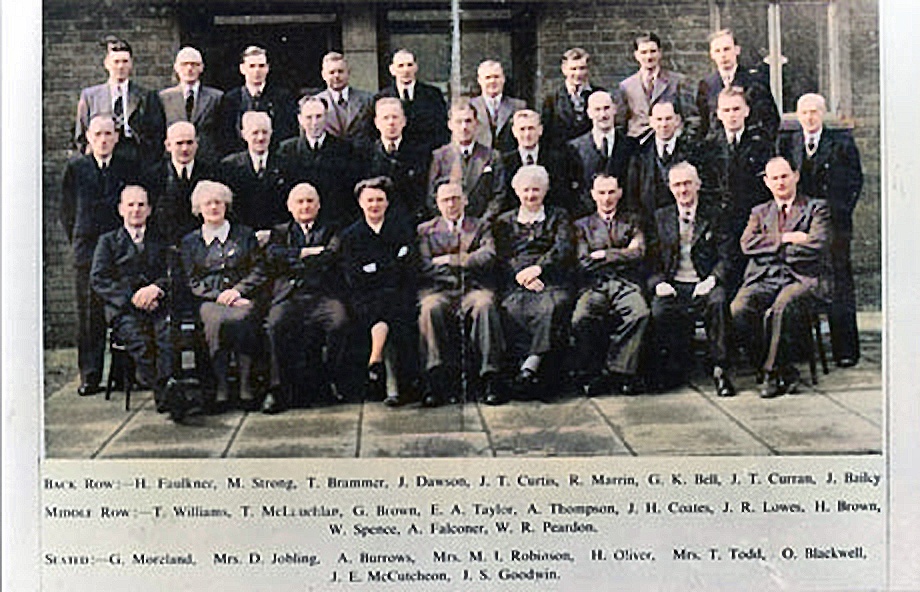 BACK ROW:—H. Faulkner, M. Strong, T. Brammer, J. Dawson, J. T. Curtis, R. Marrin, G. K. Bell, J. T. Curran, J. Bailey
MIDDLE ROW:—T. Williams, T. McLauchlan, G. Brown, E. A. Taylor, A. Thompson, J. H. Coates, J. R. Lowes, H. Brown,
W. Spence, A. Falconer, W. R. Peardon.
SEATED:—G. Moreland, Mrs. D. Jobling, A. Burrows, Mrs. M. I. Robinson, H. Oliver, Mrs. T. Todd, O. Blackwell,
J. E. McCutcheon, J. S. Goodwin.